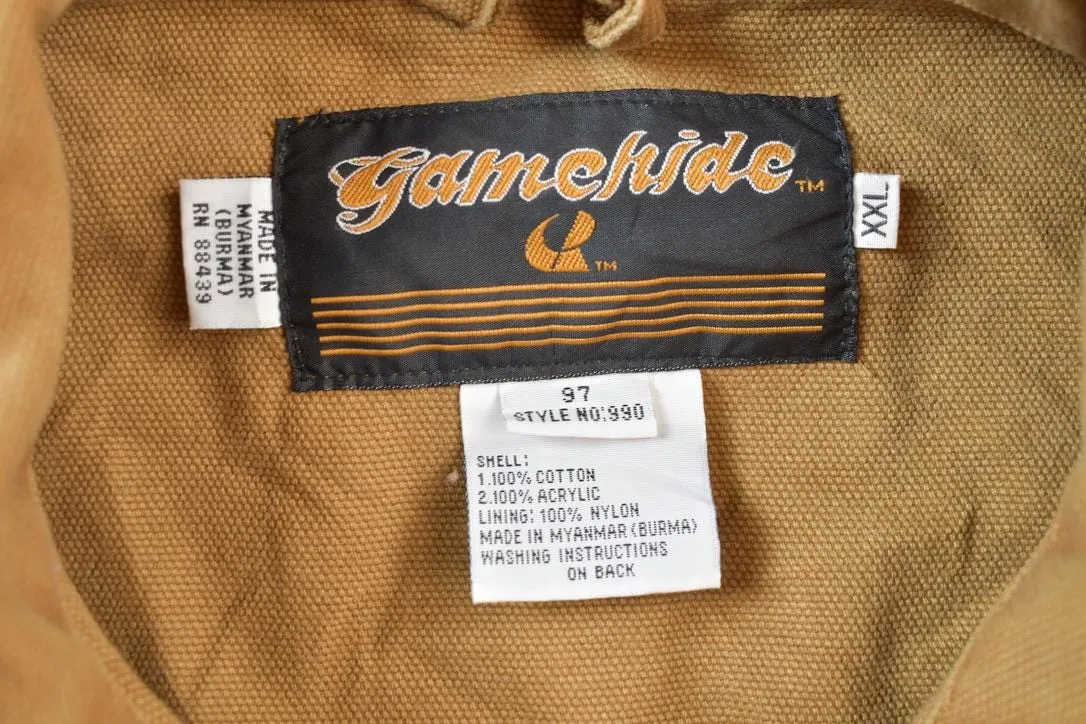 Gamehide™
™
MADE IN
MYANMAR
(BURMA)
RN 88439
XXL
97
STYLE NO:990
SHELL:
1.100% COTTON
2.100% ACRYLIC
LINING: 100% NYLON
MADE IN MYANMAR (BURMA)
WASHING INSTRUCTIONS
ON BACK